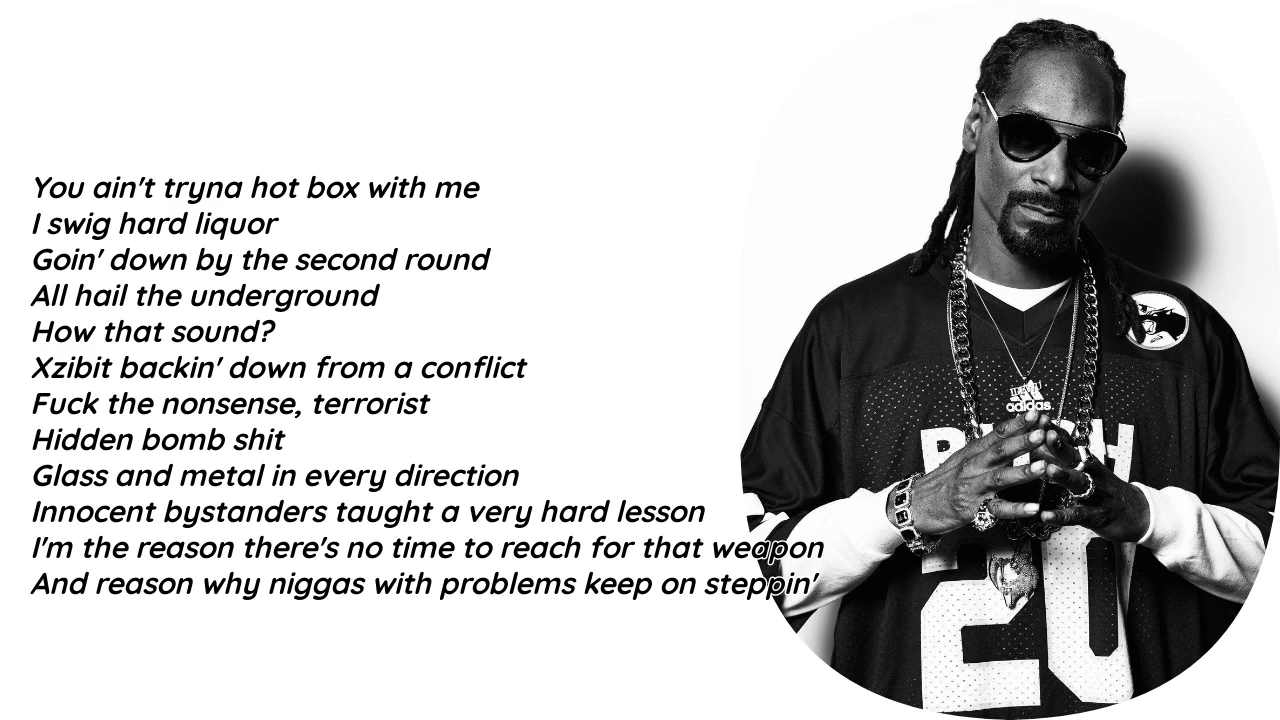 You ain't tryna hot box with me
I swig hard liquor
Goin' down by the second round
All hail the underground
How that sound?
Xzibit backin' down from a conflict
Fuck the nonsense, terrorist
Hidden bomb shit
Glass and metal in every direction
Innocent bystanders taught a very hard lesson
I'm the reason there's no time to reach for that weapon
And reason why niggas with problems keep on steppin'
adidas
20